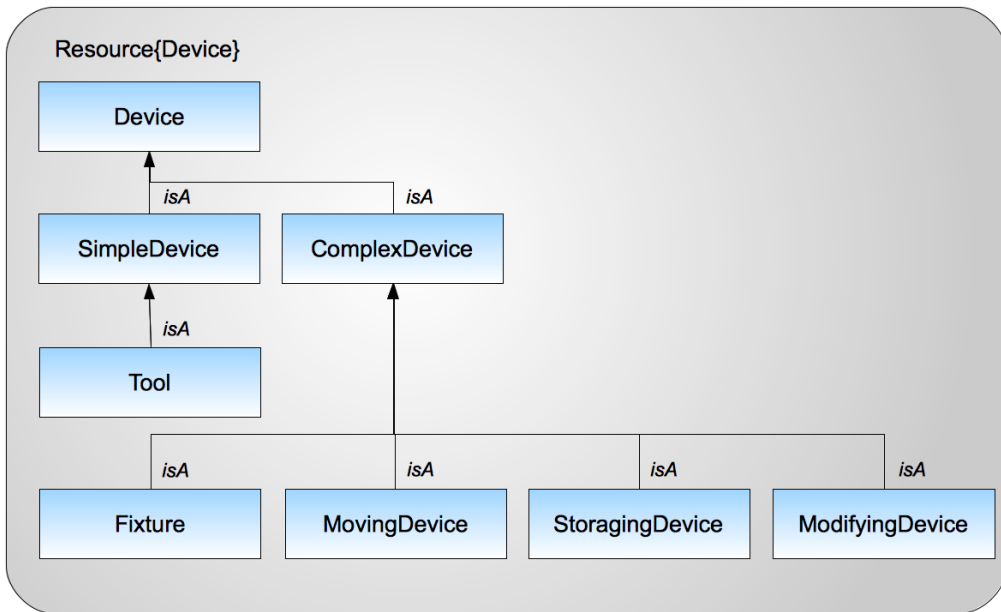 Resource{Device}
Device
isA
isA
SimpleDevice
ComplexDevice
isA
Tool
isA
isA
isA
isA
Fixture
MovingDevice
StoragingDevice
ModifyingDevice